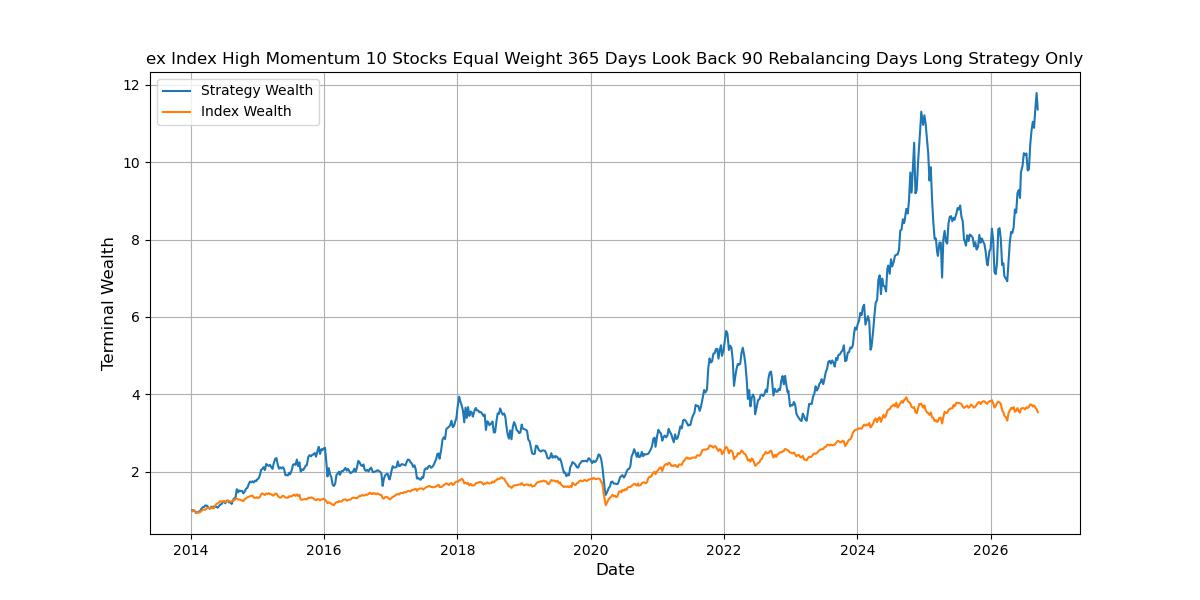 ex Index High Momentum 10 Stocks Equal Weight 365 Days Look Back 90 Rebalancing Days Long Strategy Only
Strategy Wealth
Index Wealth
Terminal Wealth
12
10
8
6
4
2
2014 2016 2018 2020 2022 2024 2026
Date